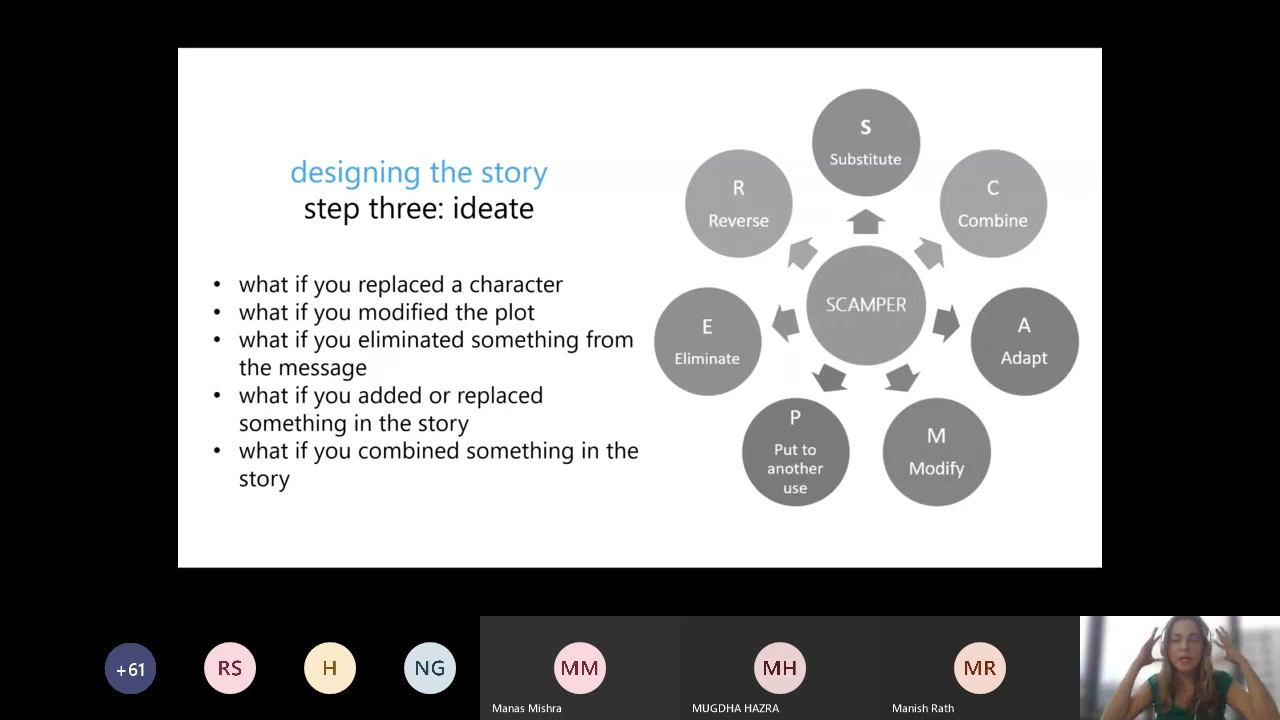 designing the story
step three: ideate
• what if you replaced a character
• what if you modified the plot
• what if you eliminated something from
the message
• what if you added or replaced
something in the story
• what if you combined something in the
story
S
Substitute
C
Combine
A
Adapt
M
Modify
P
Put to
another
use
E
Eliminate
R
Reverse
SCAMPER
+61
RS
H
NG
MM
Manas Mishra
MH
MUGDHA HAZRA
MR
Manish Rath